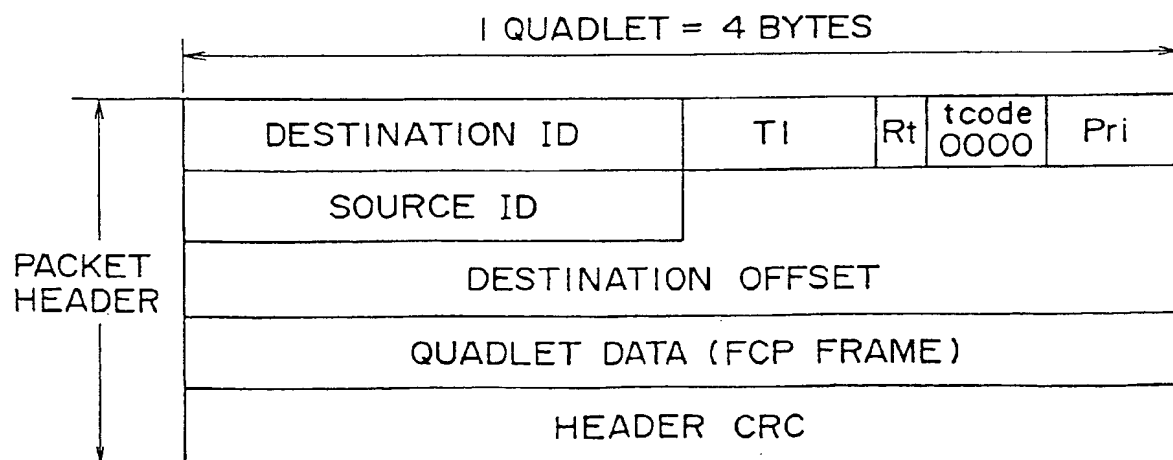 1 QUADLET = 4 BYTES
DESTINATION ID
Tl
Rt
tcode
0000
Pri
SOURCE ID
PACKET
HEADER
DESTINATION OFFSET
QUADLET DATA (FCP FRAME)
HEADER CRC